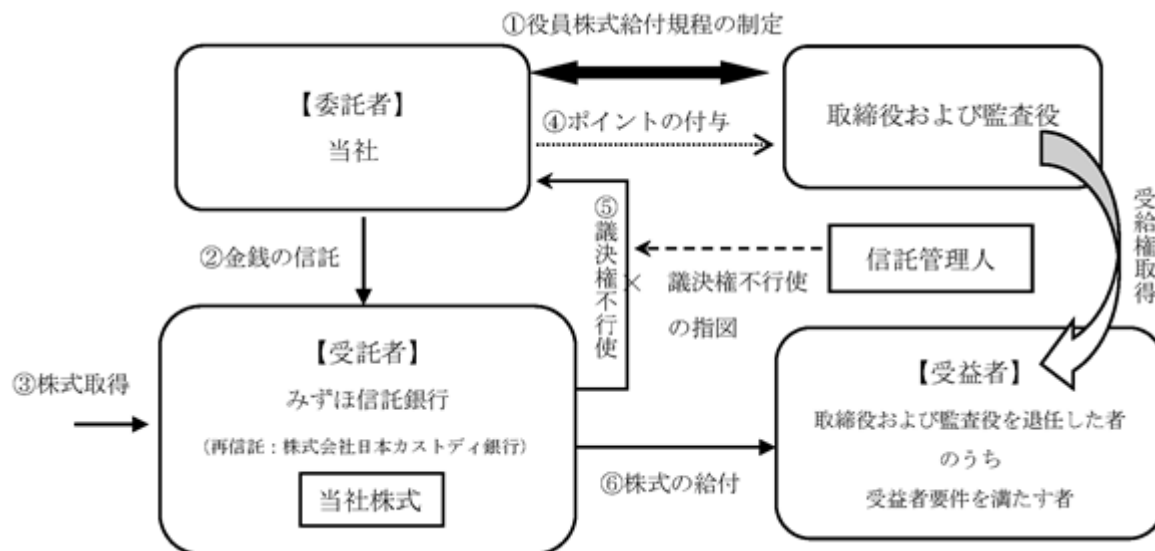 ①役員株式給付規程の制定
【委託者】
当社
④ポイントの付与
取締役および監査役
②金銭の信託
⑤議決権不行使
×
議決権不行使
の指図
信託管理人
受給権取得
③株式取得
【受託者】
みずほ信託銀行
(再信託:株式会社日本カストディ銀行)
当社株式
⑥株式の給付
【受益者】
取締役および監査役を退任した者
のうち
受益者要件を満たす者